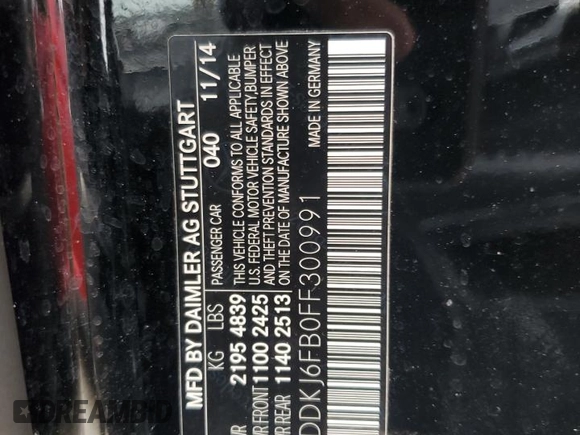 MFD BY DAIMLER AG STUTTGART
KG LBS PASSENGER CAR 040 11/14
2195 4839
FRONT 1100 2425
REAR 1140 2513
THIS VEHICLE CONFORMS TO ALL APPLICABLE
U.S. FEDERAL MOTOR VEHICLE SAFETY, BUMPER
AND THEFT PREVENTION STANDARDS IN EFFECT
ON THE DATE OF MANUFACTURE SHOWN ABOVE
DDKJ6FB0FF300991 MADE IN GERMANY
DREAMBID